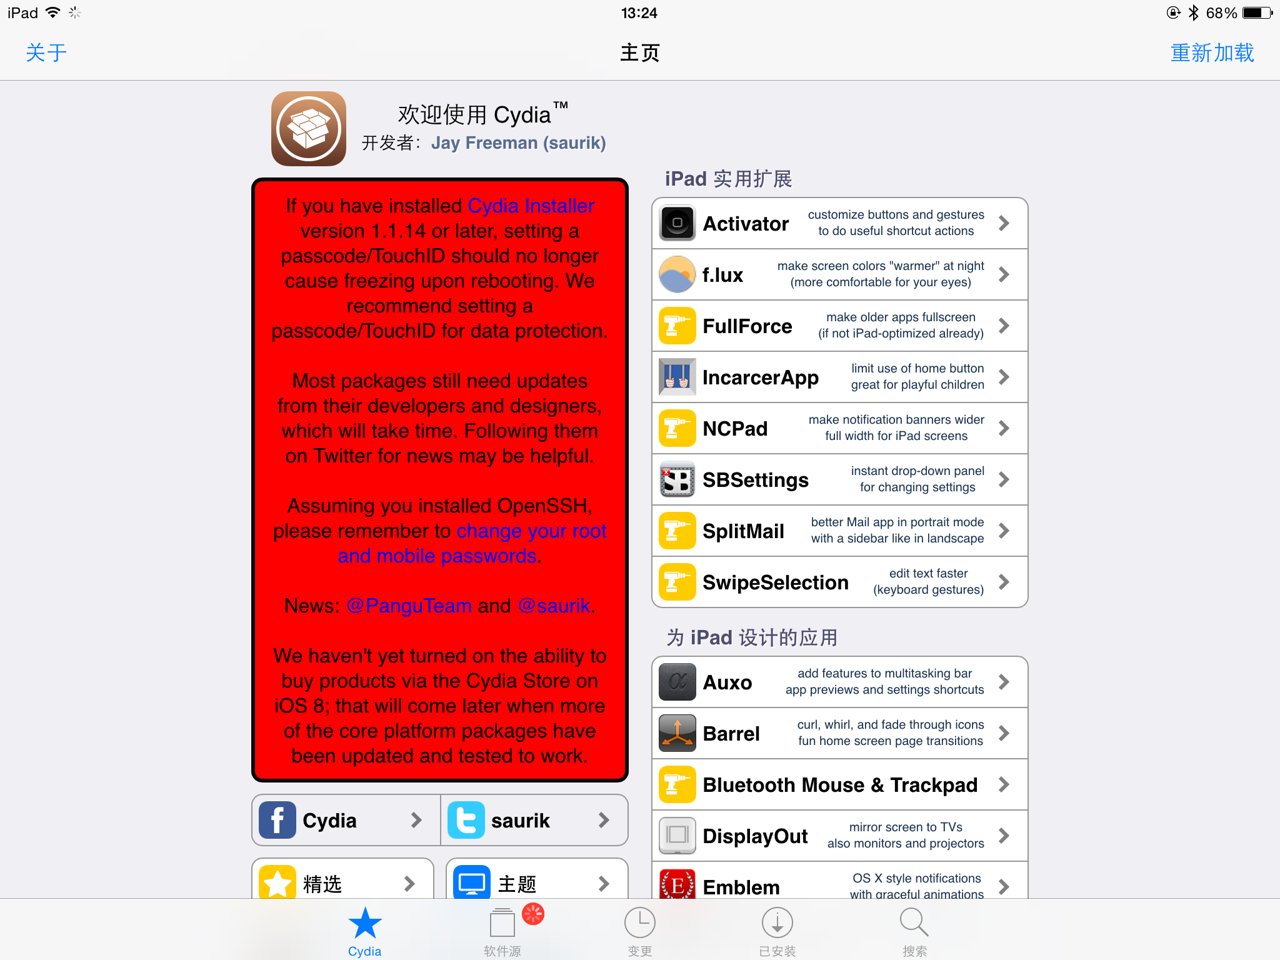 iPad
13:24
68%
关于
主页
重新加载
欢迎使用 Cydia™
开发者：Jay Freeman (saurik)
If you have installed Cydia Installer
version 1.1.14 or later, setting a
passcode/TouchID should no longer
cause freezing upon rebooting. We
recommend setting a
passcode/TouchID for data protection.
Most packages still need updates
from their developers and designers,
which will take time. Following them
on Twitter for news may be helpful.
Assuming you installed OpenSSH,
please remember to change your root
and mobile passwords.
News: @PanguTeam and @saurik.
We haven't yet turned on the ability to
buy products via the Cydia Store on
iOS 8; that will come later when more
of the core platform packages have
been updated and tested to work.
Cydia
saurik
精选
主题
iPad 实用扩展
Activator
customize buttons and gestures
to do useful shortcut actions
f.lux
make screen colors "warmer" at night
(more comfortable for your eyes)
FullForce
make older apps fullscreen
(if not iPad-optimized already)
IncarcerApp
limit use of home button
great for playful children
NCPad
make notification banners wider
full width for iPad screens
SBSettings
instant drop-down panel
for changing settings
SplitMail
better Mail app in portrait mode
with a sidebar like in landscape
SwipeSelection
edit text faster
(keyboard gestures)
为 iPad 设计的应用
Auxo
add features to multitasking bar
app previews and settings shortcuts
Barrel
curl, whirl, and fade through icons
fun home screen page transitions
Bluetooth Mouse & Trackpad
DisplayOut
mirror screen to TVs
also monitors and projectors
Emblem
OS X style notifications
with graceful animations
Cydia
软件源
变更
已安装
搜索